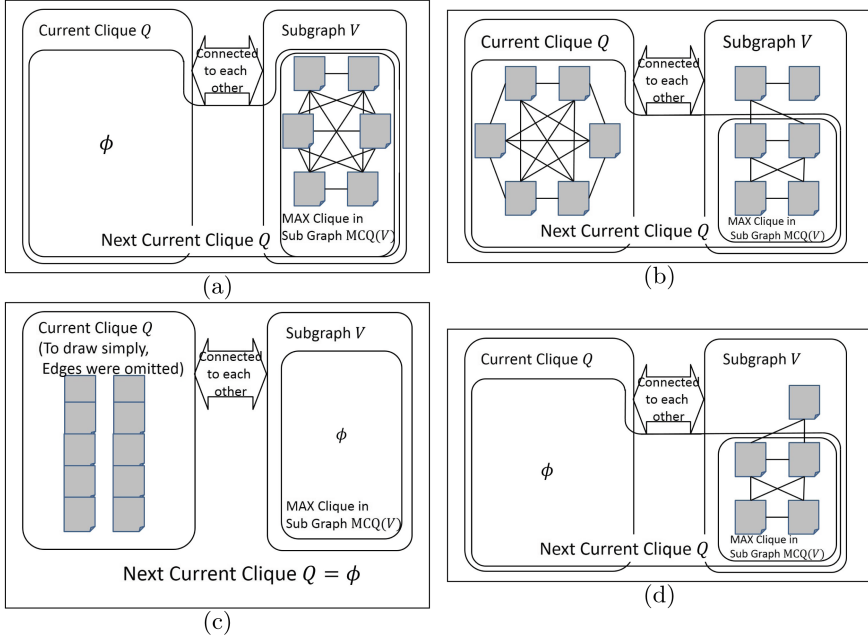 Current Clique Q
Connected
to each
other
Subgraph V
ϕ
MAX Clique in
Sub Graph MCQ(V)
Next Current Clique Q
(a)
Current Clique Q
Connected
to each
other
Subgraph V
MAX Clique in
Sub Graph MCQ(V)
Next Current Clique Q
(b)
Current Clique Q
(To draw simply,
Edges were omitted)
Connected
to each
other
Subgraph V
ϕ
MAX Clique in
Sub Graph MCQ(V)
Next Current Clique Q = ϕ
(c)
Current Clique Q
Connected
to each
other
Subgraph V
ϕ
MAX Clique in
Sub Graph MCQ(V)
Next Current Clique Q
(d)